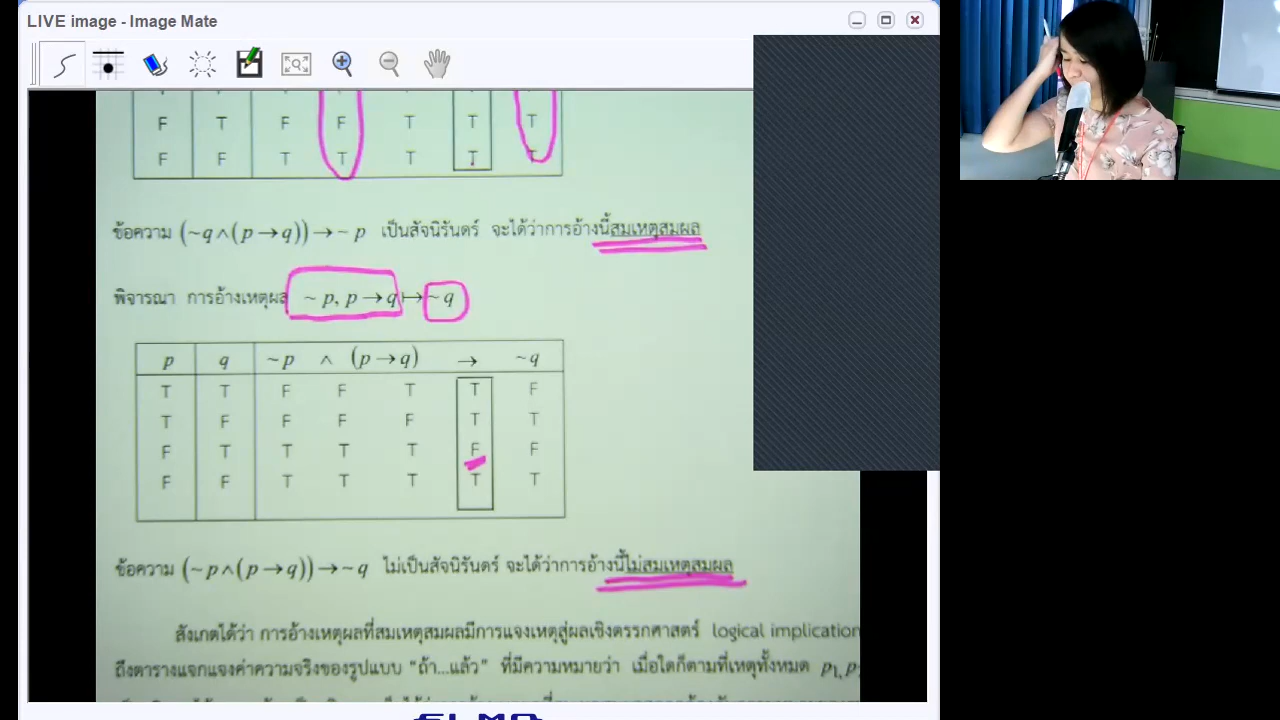 LIVE image - Image Mate
F T F F T T T
F F T T T T
ข้อความ (~q∧(p→q))→~p เป็นสัจนิรันดร์ จะได้ว่าการอ้างนี้สมเหตุสมผล
พิจารณา การอ้างเหตุผล ~p, p→q ↦ ~q
p q ~p ∧ (p→q) → ~q
T T F F T T F
T F F F F T T
F T T T T F F
F F T T T T T
ข้อความ (~p∧(p→q))→~q ไม่เป็นสัจนิรันดร์ จะได้ว่าการอ้างนี้ไม่สมเหตุสมผล
สังเกตได้ว่า การอ้างเหตุผลที่สมเหตุสมผลมีการแจงเหตุสู่ผลเชิงตรรกศาสตร์ logical implication
ถึงตารางแจกแจงค่าความจริงของรูปแบบ "ถ้า...แล้ว" ที่มีความหมายว่า เมื่อใดก็ตามที่เหตุทั้งหมด p₁, p